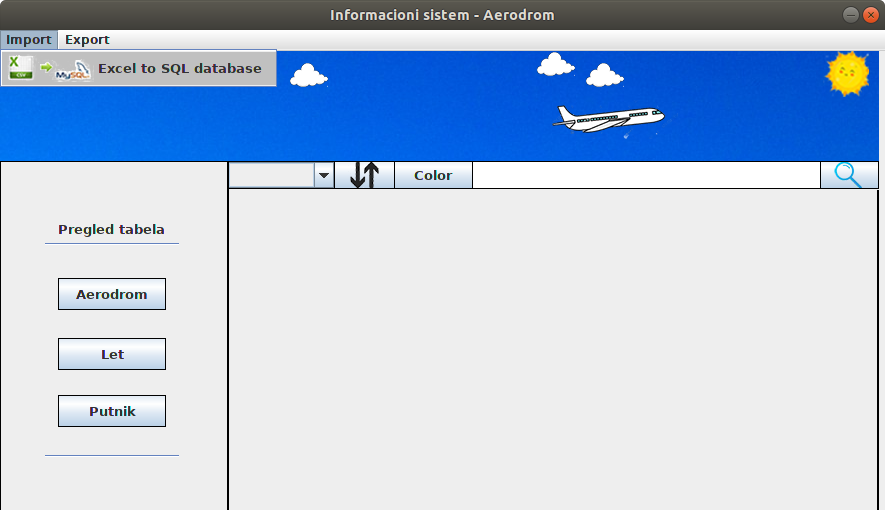 Informacioni sistem - Aerodrom
Import Export
X CSV MySQL Excel to SQL database
Color
Pregled tabela
Aerodrom
Let
Putnik